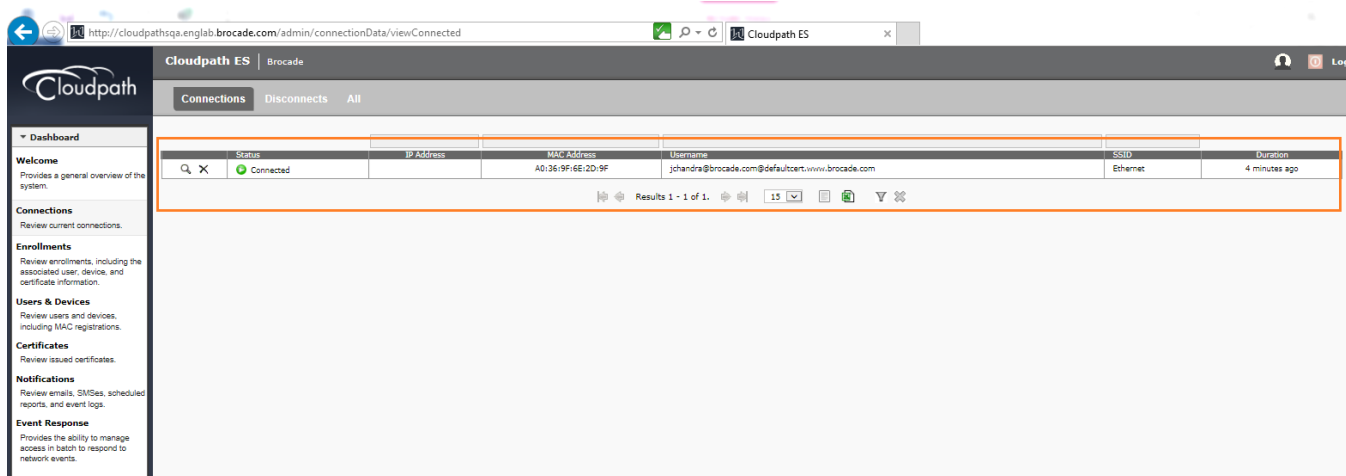 http://cloudpathsqa.englab.brocade.com/admin/connectionData/viewConnected
Cloudpath ES
Cloudpath
Cloudpath ES | Brocade
Connections Disconnects All
Dashboard
Welcome
Provides a general overview of the
system.
Connections
Review current connections.
Enrollments
Review enrollments, including the
associated user, device, and
certificate information.
Users & Devices
Review users and devices,
including MAC registrations.
Certificates
Review issued certificates.
Notifications
Review emails, SMSes, scheduled
reports, and event logs.
Event Response
Provides the ability to manage
access in batch to respond to
network events.
Status IP Address MAC Address Username SSID Duration
Connected A0:36:9F:6E:2D:9F jchandra@brocade.com@defaultcert.www.brocade.com Ethernet 4 minutes ago
Results 1 - 1 of 1. 15